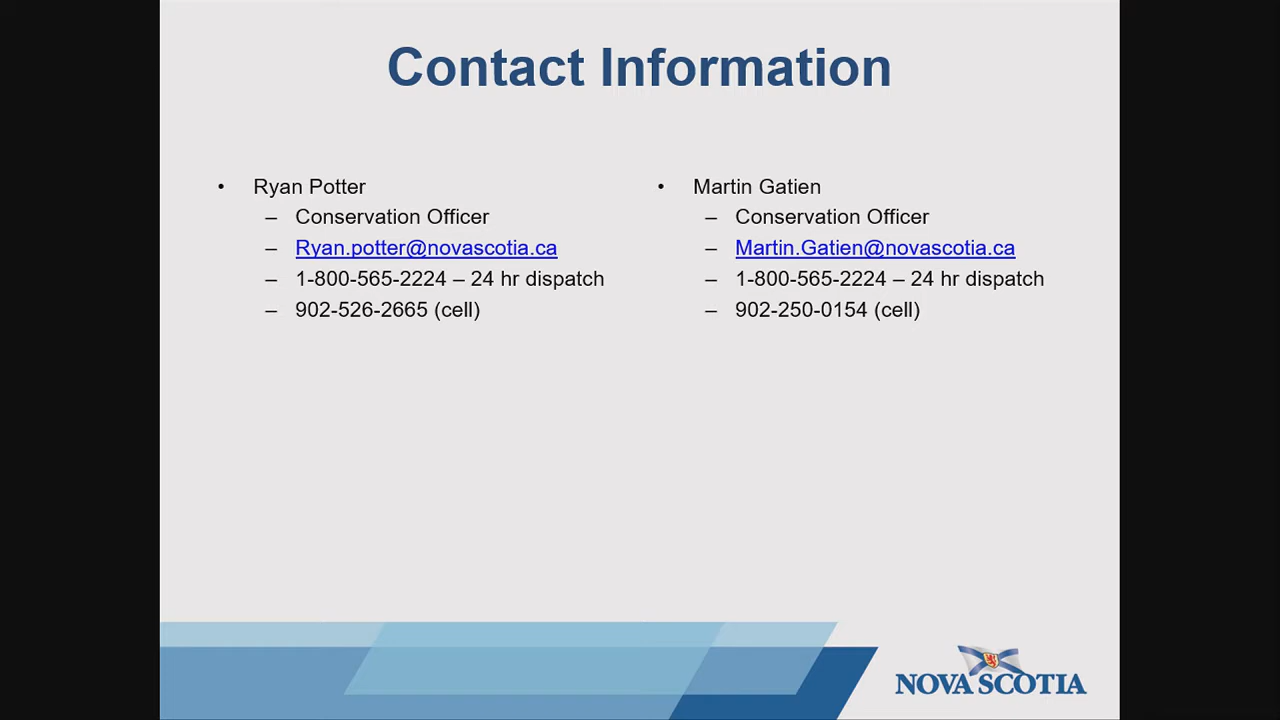 Contact Information
• Ryan Potter
– Conservation Officer
– Ryan.potter@novascotia.ca
– 1-800-565-2224 – 24 hr dispatch
– 902-526-2665 (cell)
• Martin Gatien
– Conservation Officer
– Martin.Gatien@novascotia.ca
– 1-800-565-2224 – 24 hr dispatch
– 902-250-0154 (cell)
NOVA SCOTIA